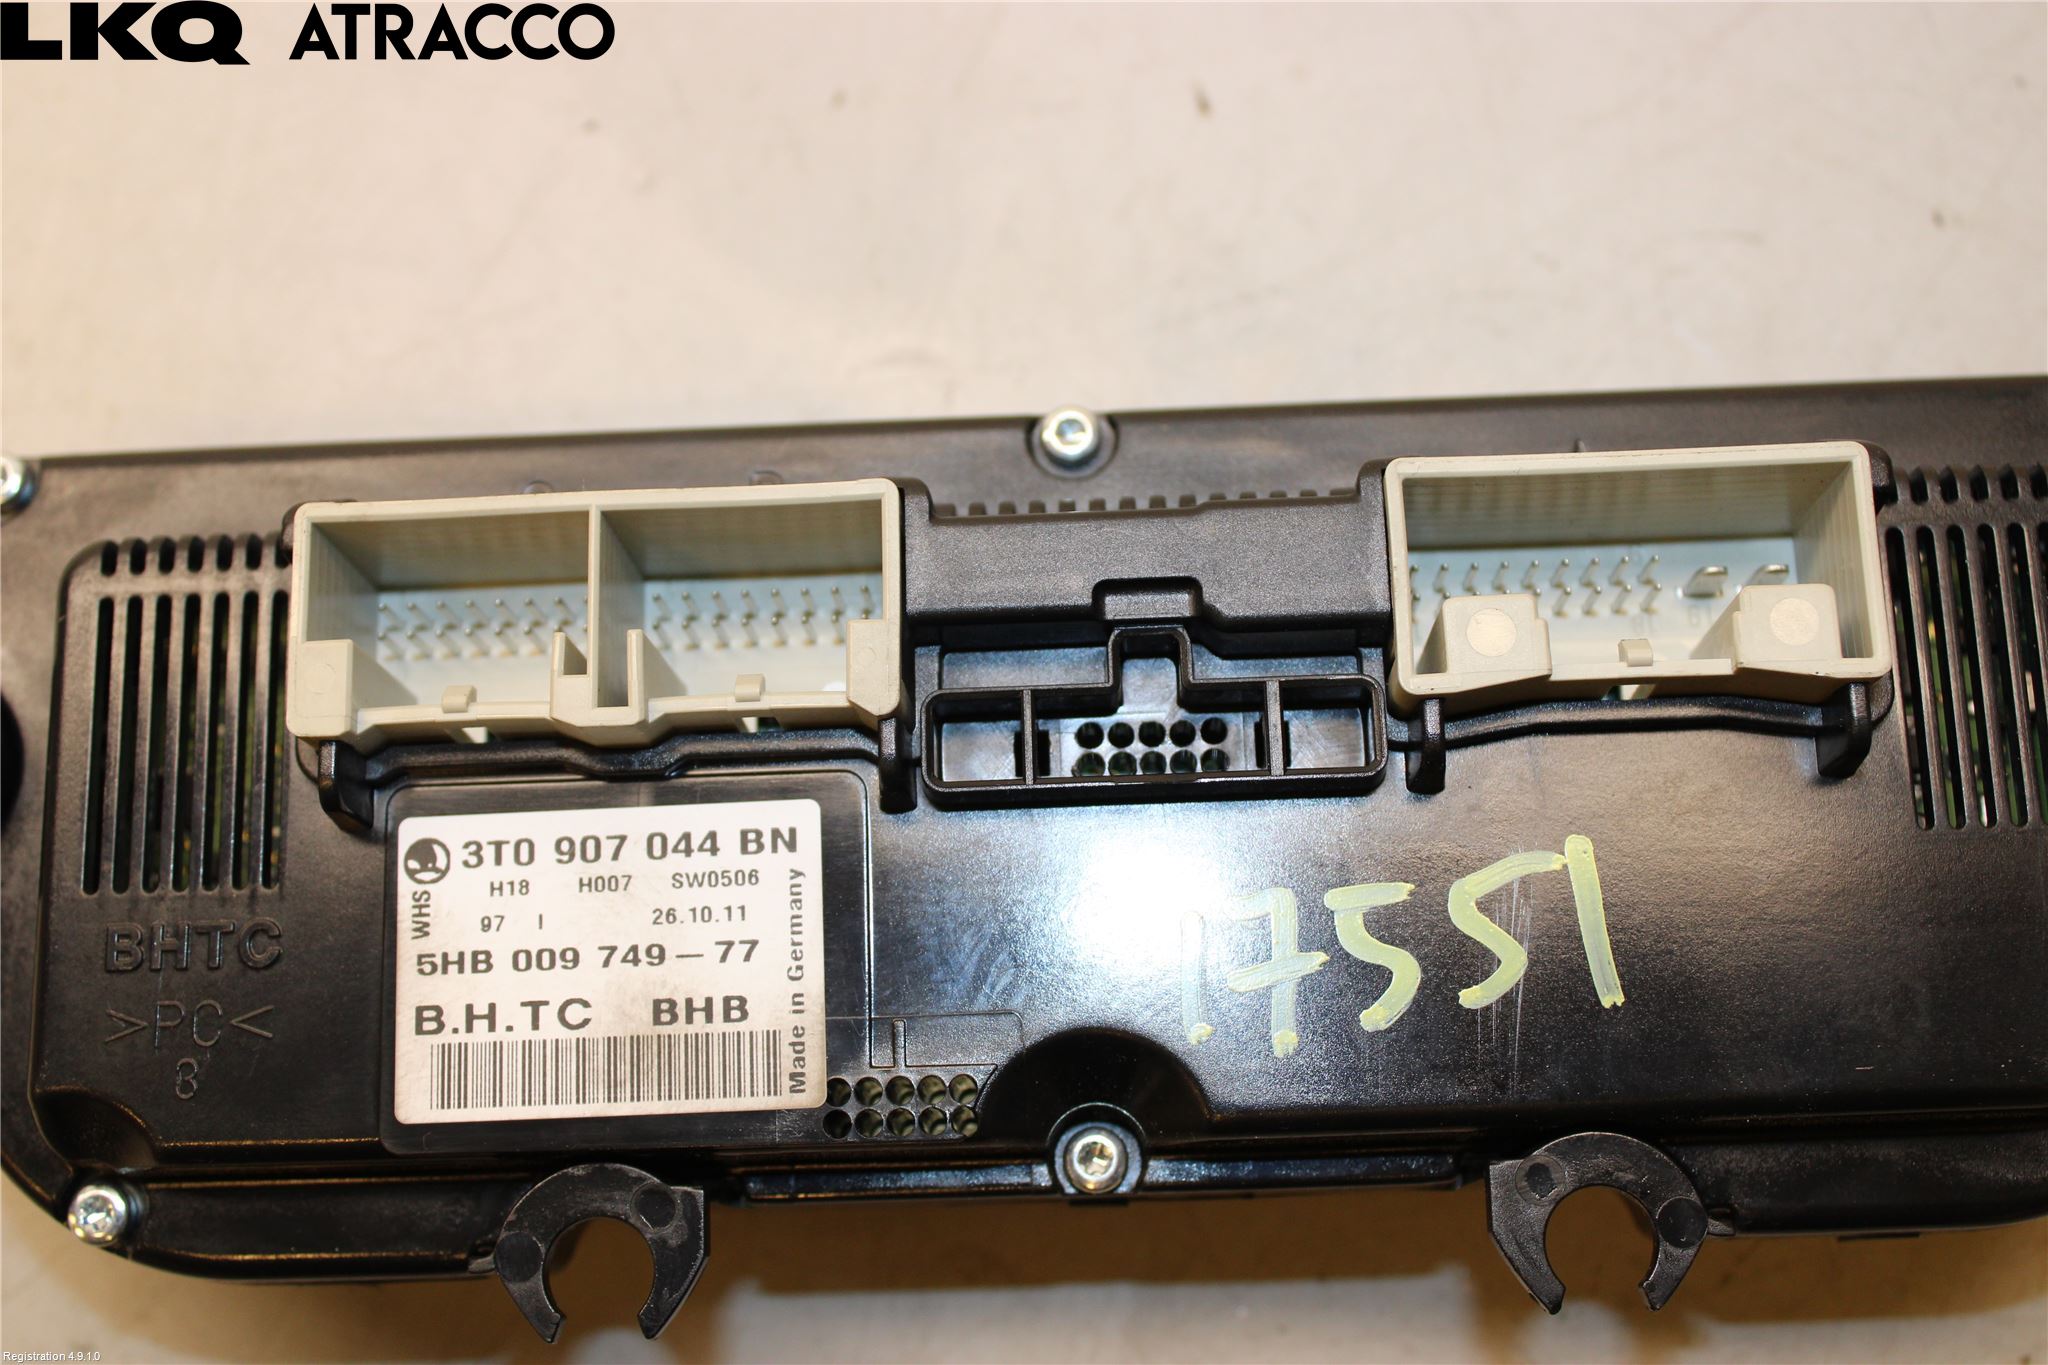 LKQ ATRACCO
3T0 907 044 BN
H18 H007 SW0506
97 I 26.10.11
WHS
5HB 009 749-77
B.H.TC BHB
Made in Germany
BHTC
>PC<
17551
Registration 4.9.1.0